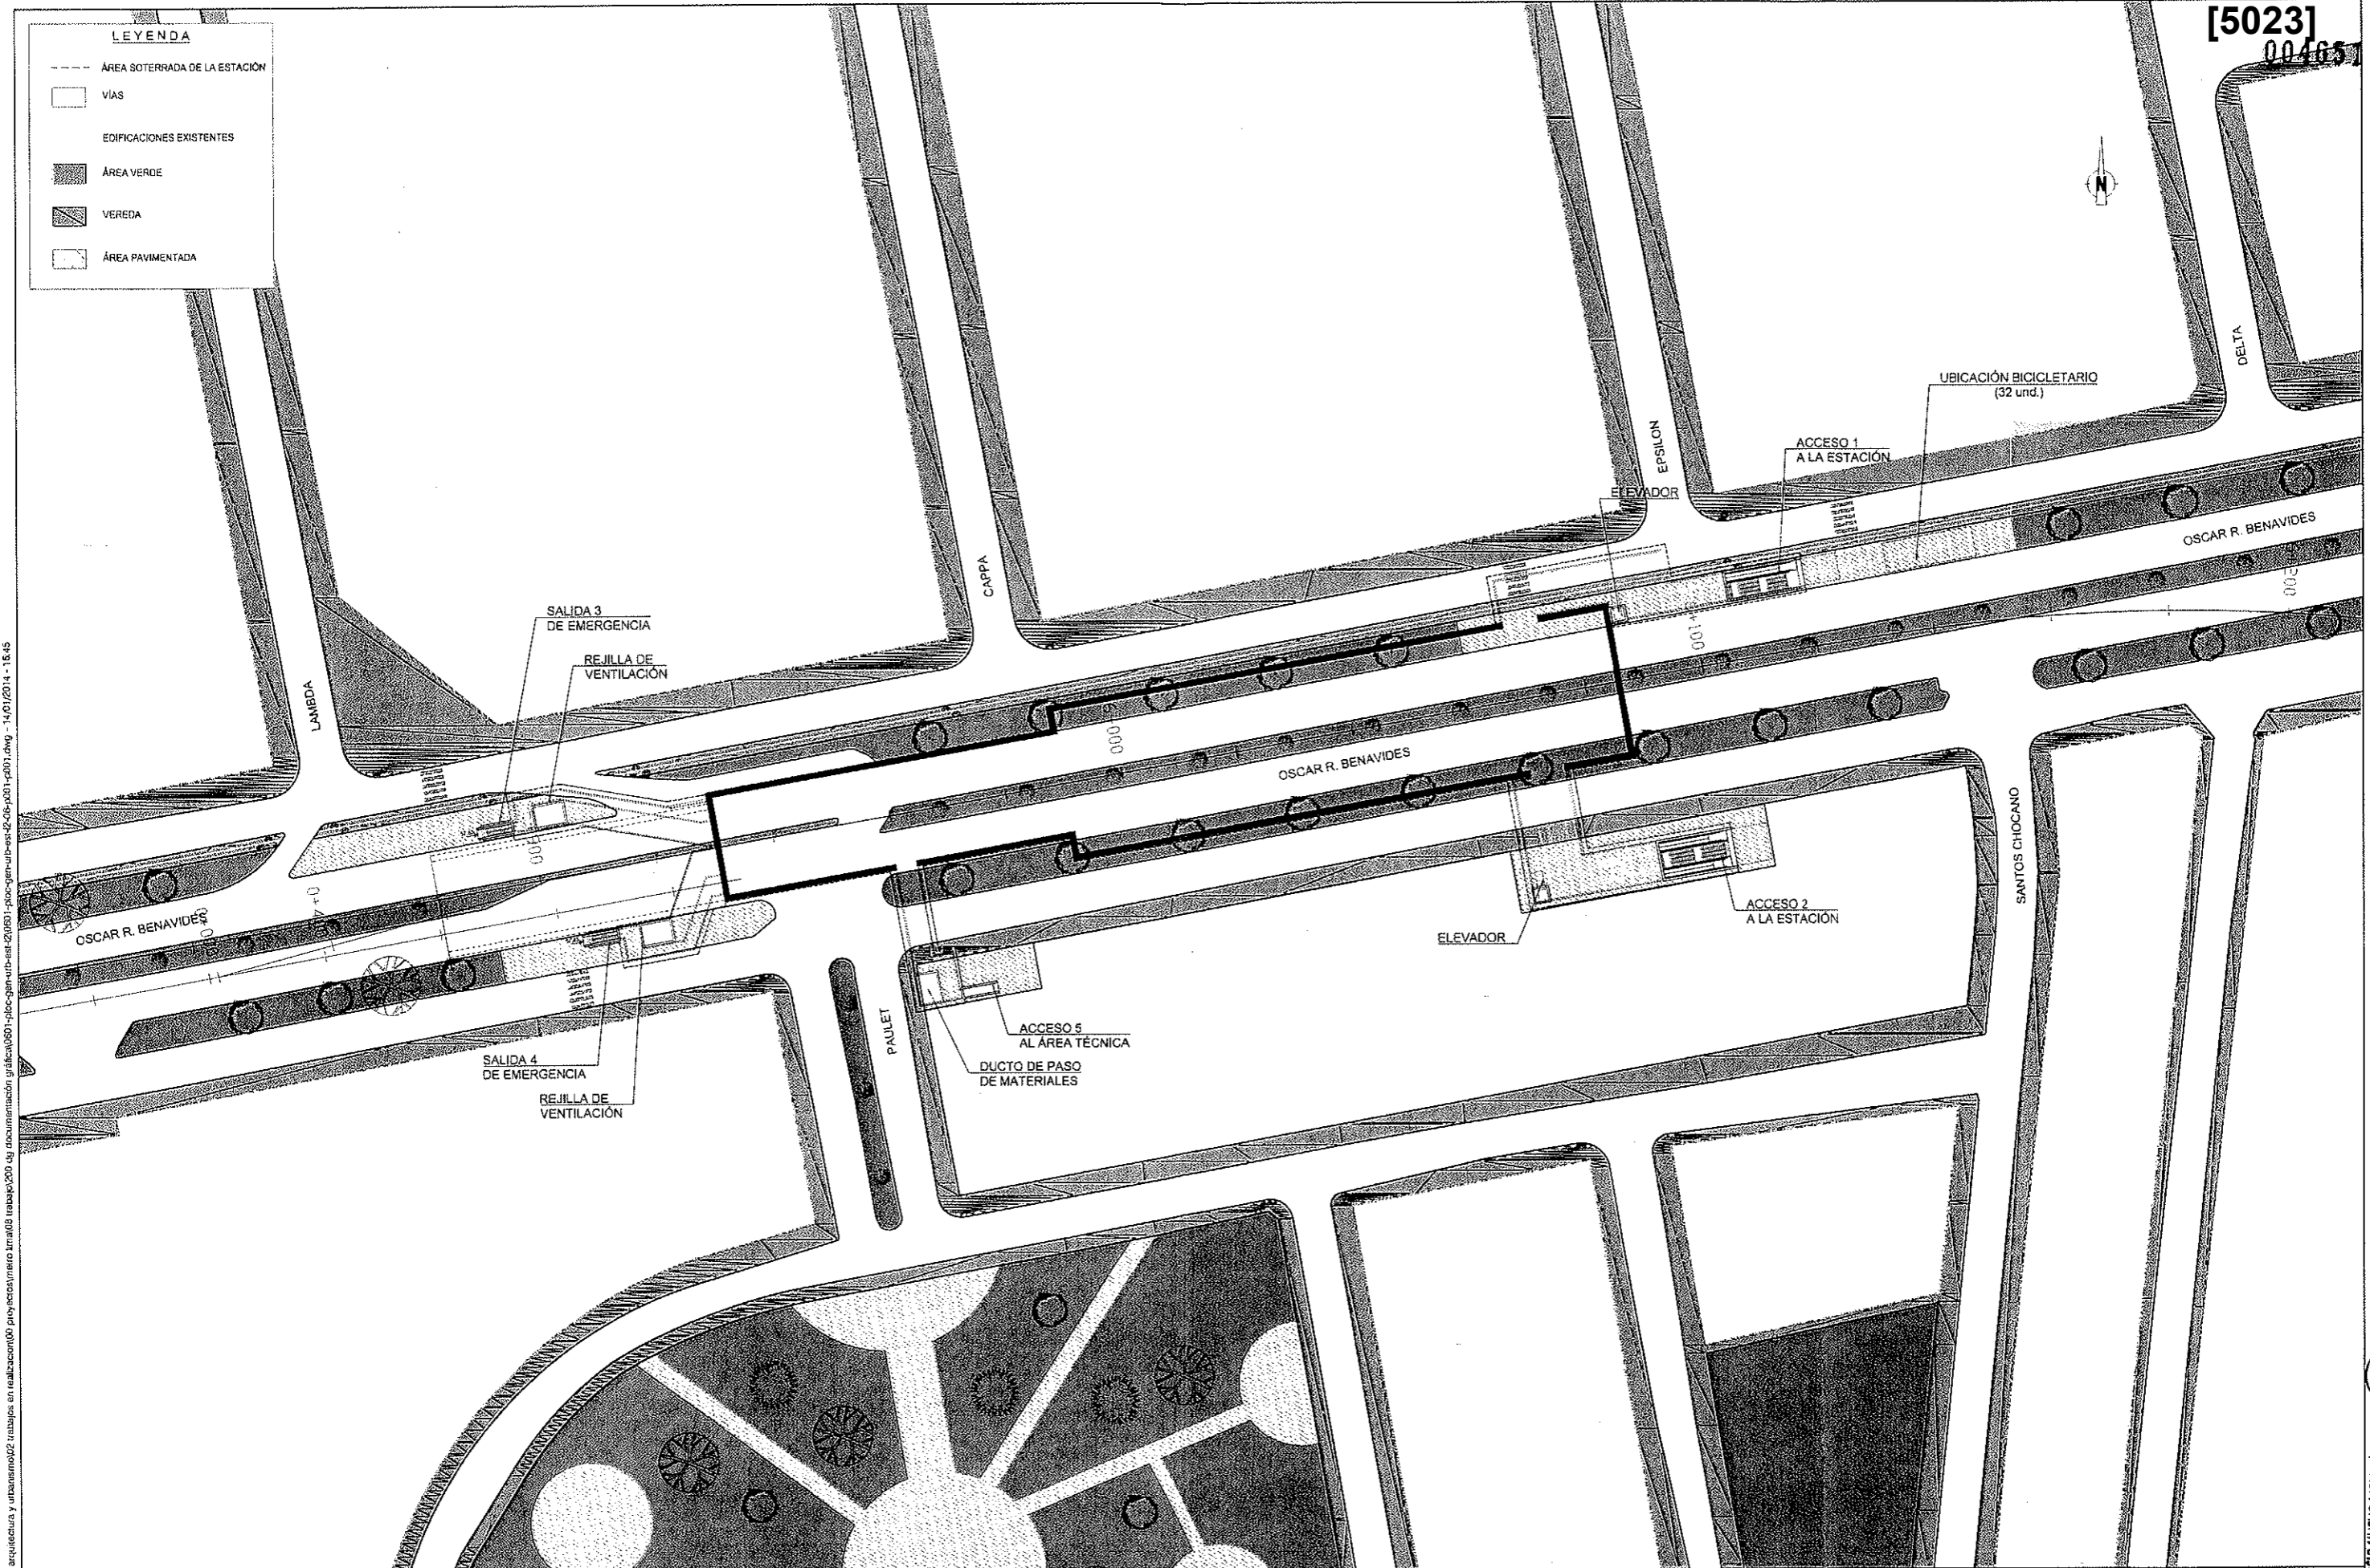 [5023]
004651
LEYENDA
ÁREA SOTERRADA DE LA ESTACIÓN
VÍAS
EDIFICACIONES EXISTENTES
ÁREA VERDE
VEREDA
ÁREA PAVIMENTADA
N
DELTA
UBICACIÓN BICICLETARIO
(32 und.)
ACCESO 1
A LA ESTACIÓN
EPSILON
ELEVADOR
OSCAR R. BENAVIDES
CAPPA
SALIDA 3
DE EMERGENCIA
REJILLA DE
VENTILACIÓN
LAMBDA
OSCAR R. BENAVIDES
SANTOS CHOCANO
OSCAR R. BENAVIDES
ACCESO 2
A LA ESTACIÓN
ELEVADOR
PAULET
ACCESO 5
AL ÁREA TÉCNICA
DUCTO DE PASO
DE MATERIALES
SALIDA 4
DE EMERGENCIA
REJILLA DE
VENTILACIÓN